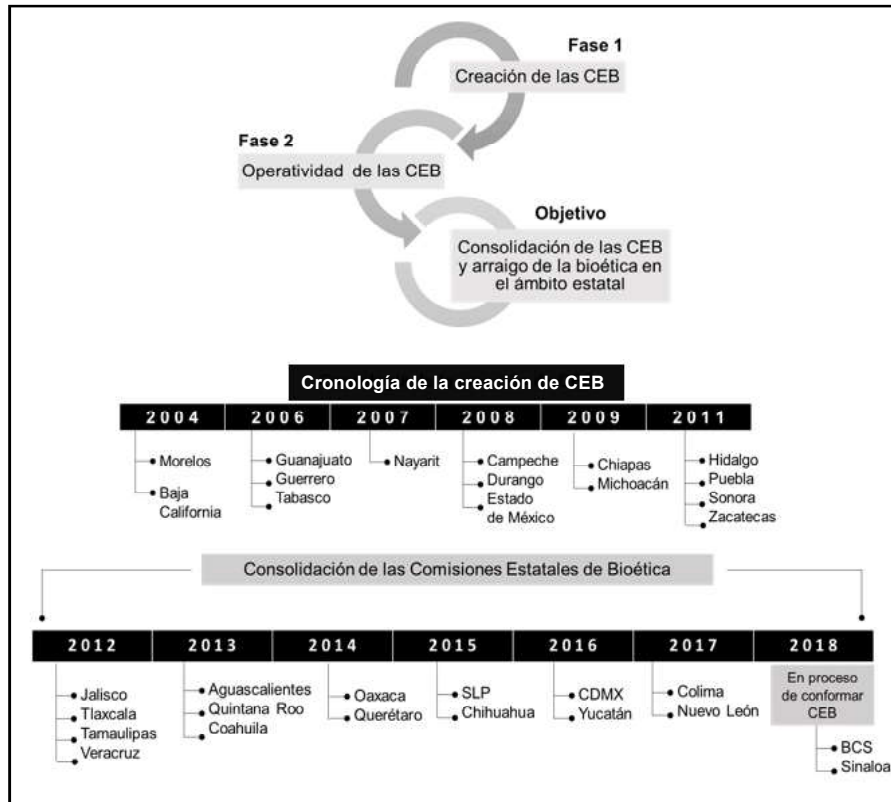 Fase 1
Creación de las CEB
Fase 2
Operatividad de las CEB
Objetivo
Consolidación de las CEB
y arraigo de la bioética en
el ámbito estatal
Cronología de la creación de CEB
2004 2006 2007 2008 2009 2011
Morelos
Baja
California
Guanajuato
Guerrero
Tabasco
Nayarit
Campeche
Durango
Estado
de México
Chiapas
Michoacán
Hidalgo
Puebla
Sonora
Zacatecas
Consolidación de las Comisiones Estatales de Bioética
2012 2013 2014 2015 2016 2017 2018
Jalisco
Tlaxcala
Tamaulipas
Veracruz
Aguascalientes
Quintana Roo
Coahuila
Oaxaca
Querétaro
SLP
Chihuahua
CDMX
Yucatán
Colima
Nuevo León
En proceso
de conformar
CEB
BCS
Sinaloa